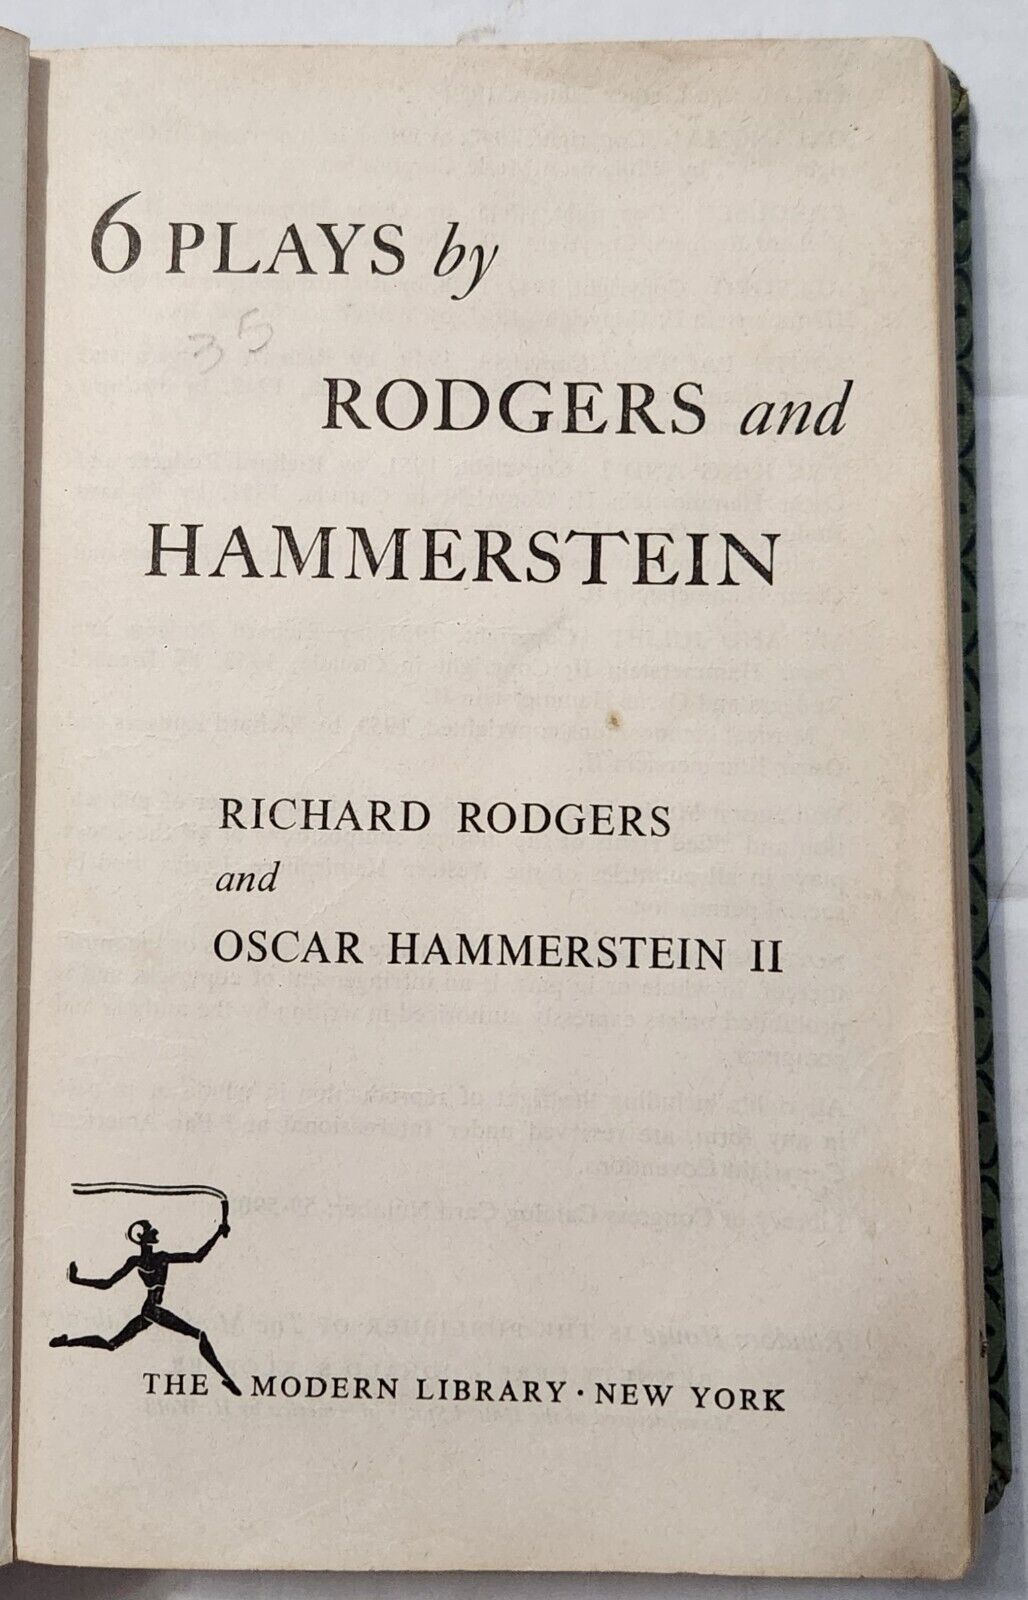 6 PLAYS by
35
RODGERS and
HAMMERSTEIN
RICHARD RODGERS
and
OSCAR HAMMERSTEIN II
THE MODERN LIBRARY · NEW YORK